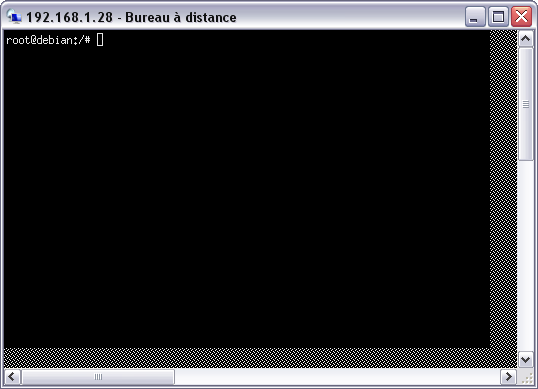 192.168.1.28 - Bureau à distance
root@debian:/#